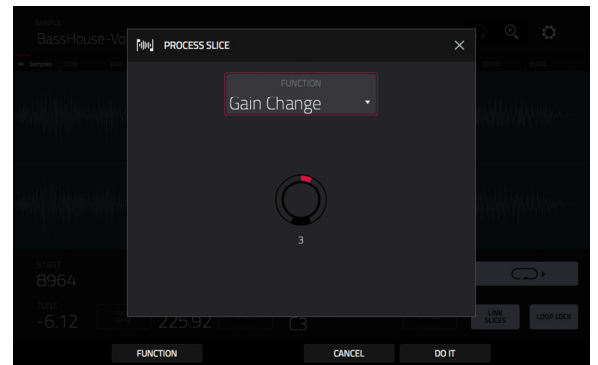 SAMPLE
BassHouse-Vo
PROCESS SLICE
Samples
FUNCTION
Gain Change
3
START
8964
TUNE
-6.12
225.92
C3
LINK SLICES
LOOP LOCK
FUNCTION
CANCEL
DO IT